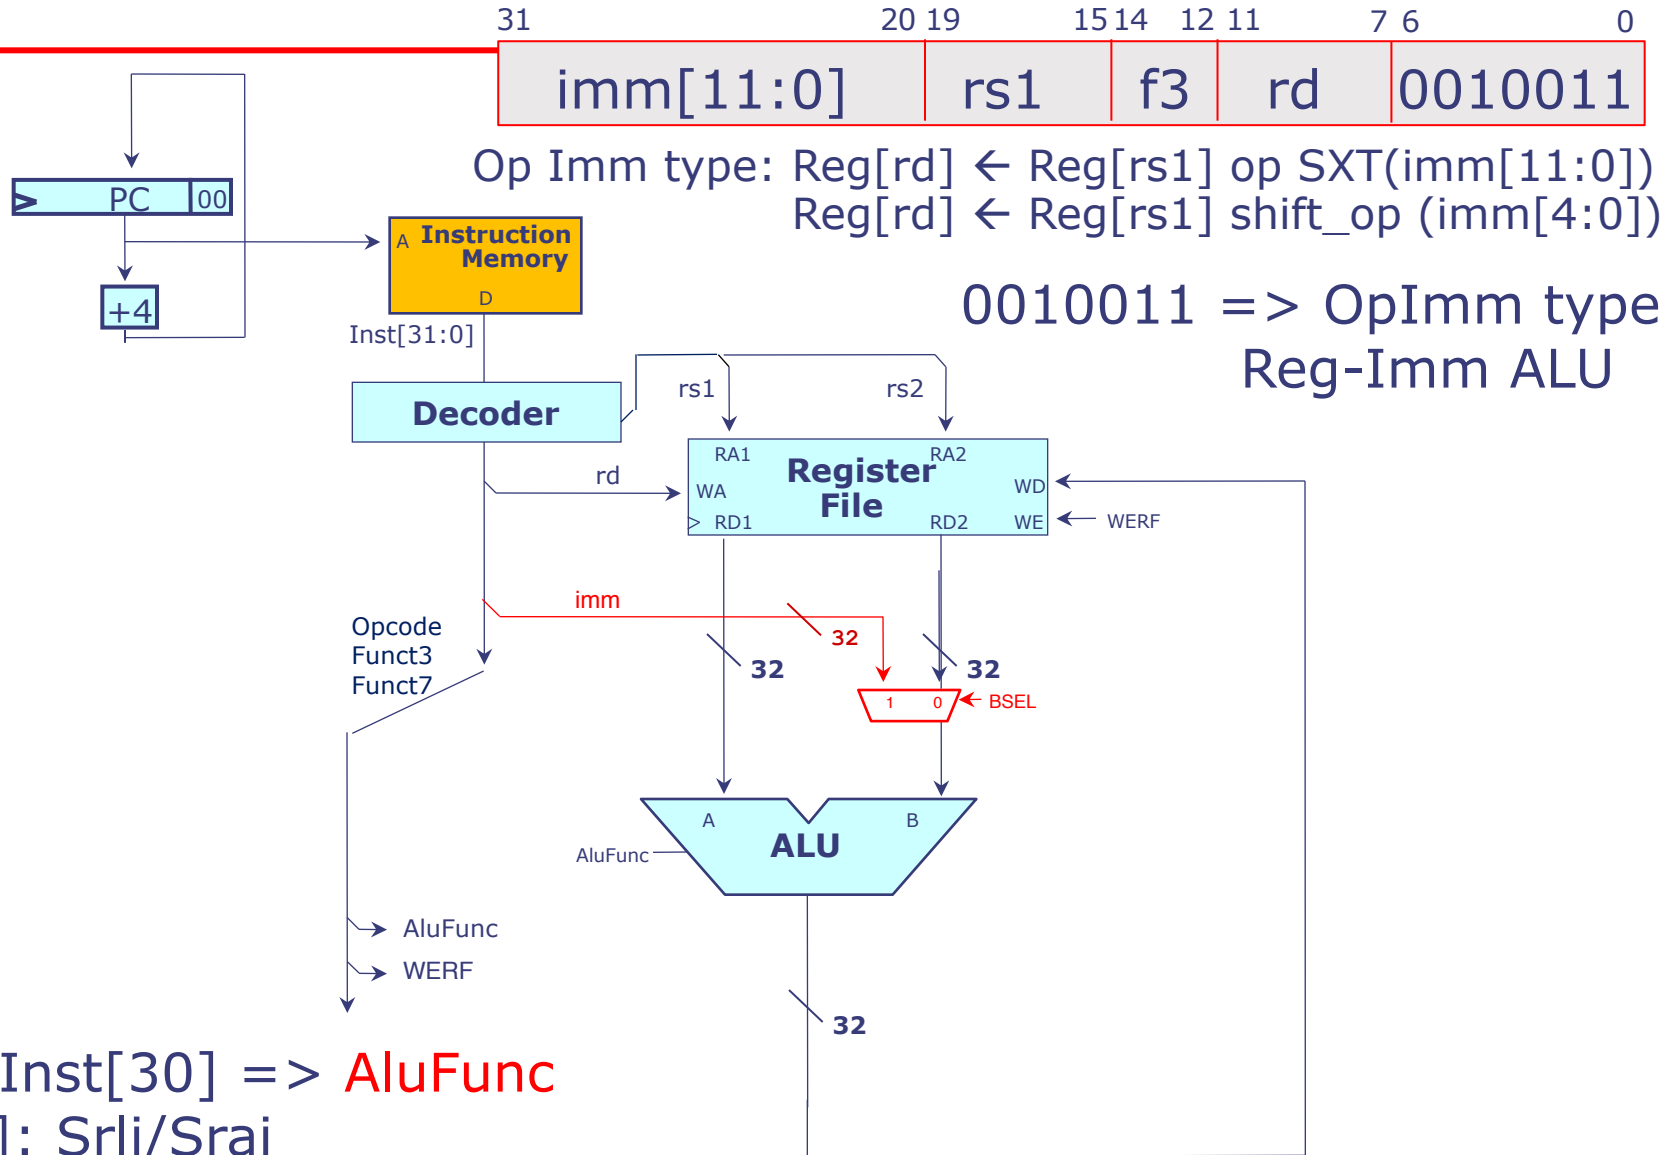 31 20 19 15 14 12 11 7 6 0
imm[11:0] rs1 f3 rd 0010011
Op Imm type: Reg[rd] ← Reg[rs1] op SXT(imm[11:0])
Reg[rd] ← Reg[rs1] shift_op (imm[4:0])
PC 00
A Instruction
Memory
D
+4
0010011 => OpImm type
Reg-Imm ALU
Inst[31:0]
rs1 rs2
Decoder
RA1 RA2
Register
File
rd
WA WD
RD1 RD2 WE WERF
imm
32
Opcode
Funct3
Funct7
32 32
1 0 BSEL
A B
ALU
AluFunc
AluFunc
WERF
32
Inst[30] => AluFunc
]: Srli/Srai